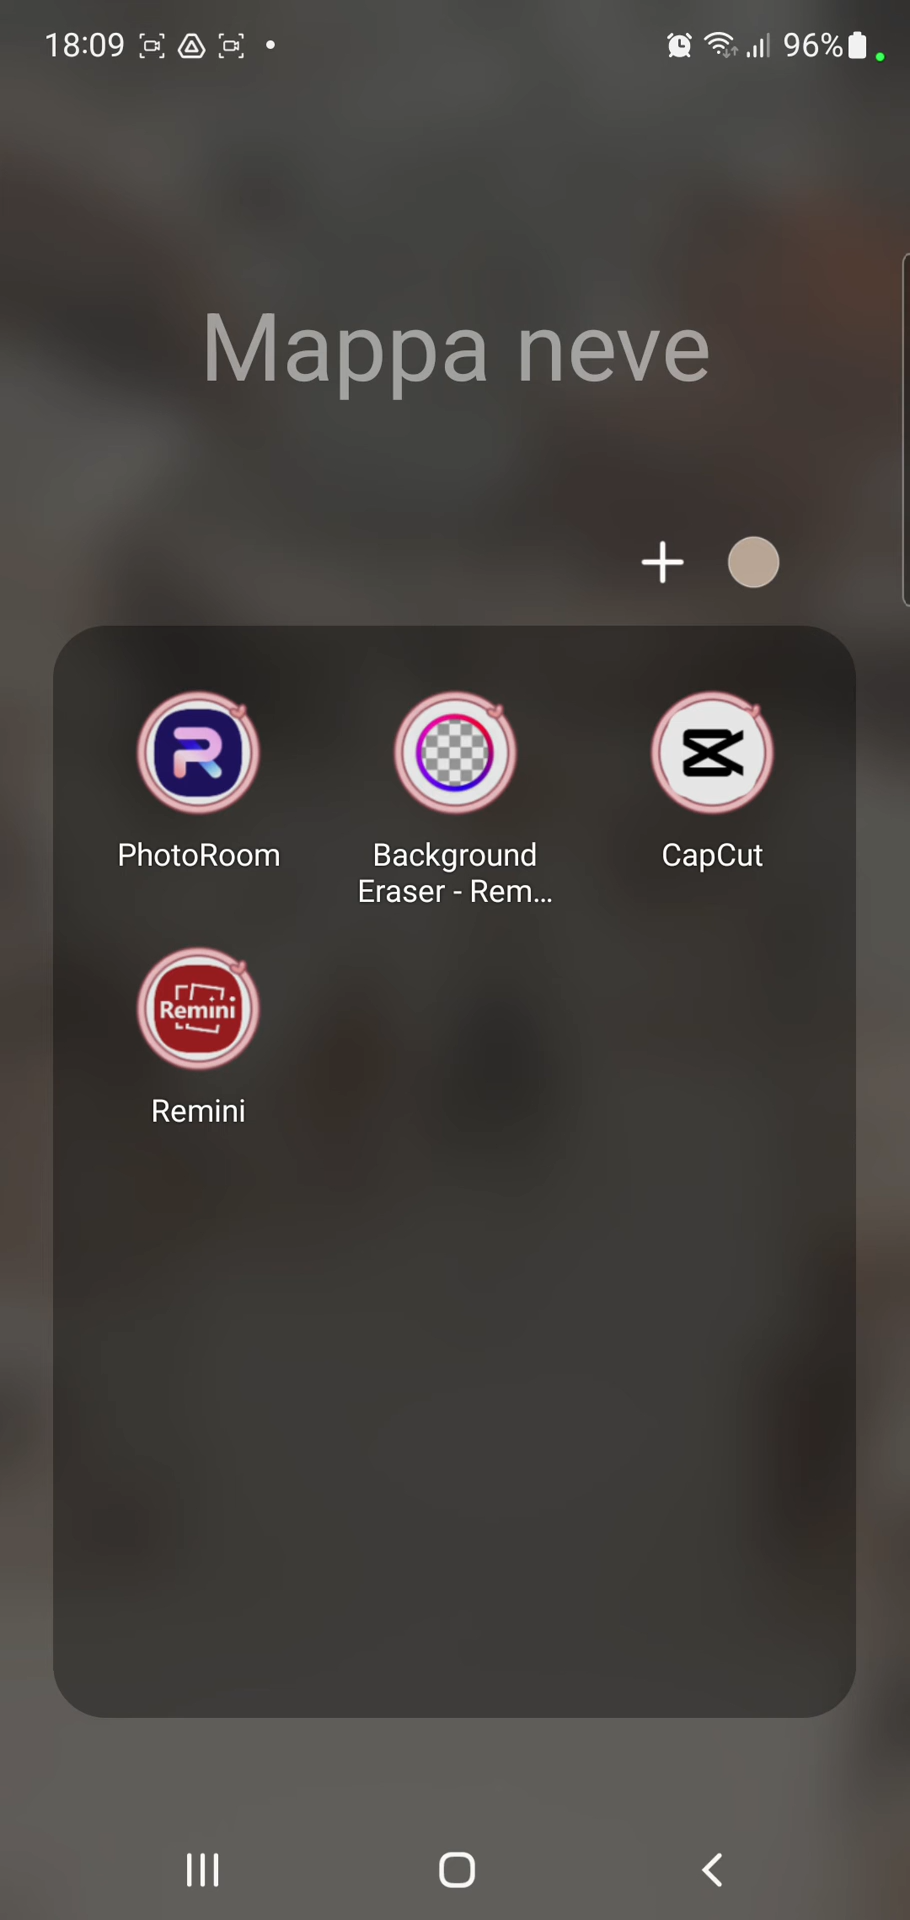 18:09
96%
Mappa neve
PhotoRoom
Background
Eraser - Rem...
CapCut
Remini
Remini